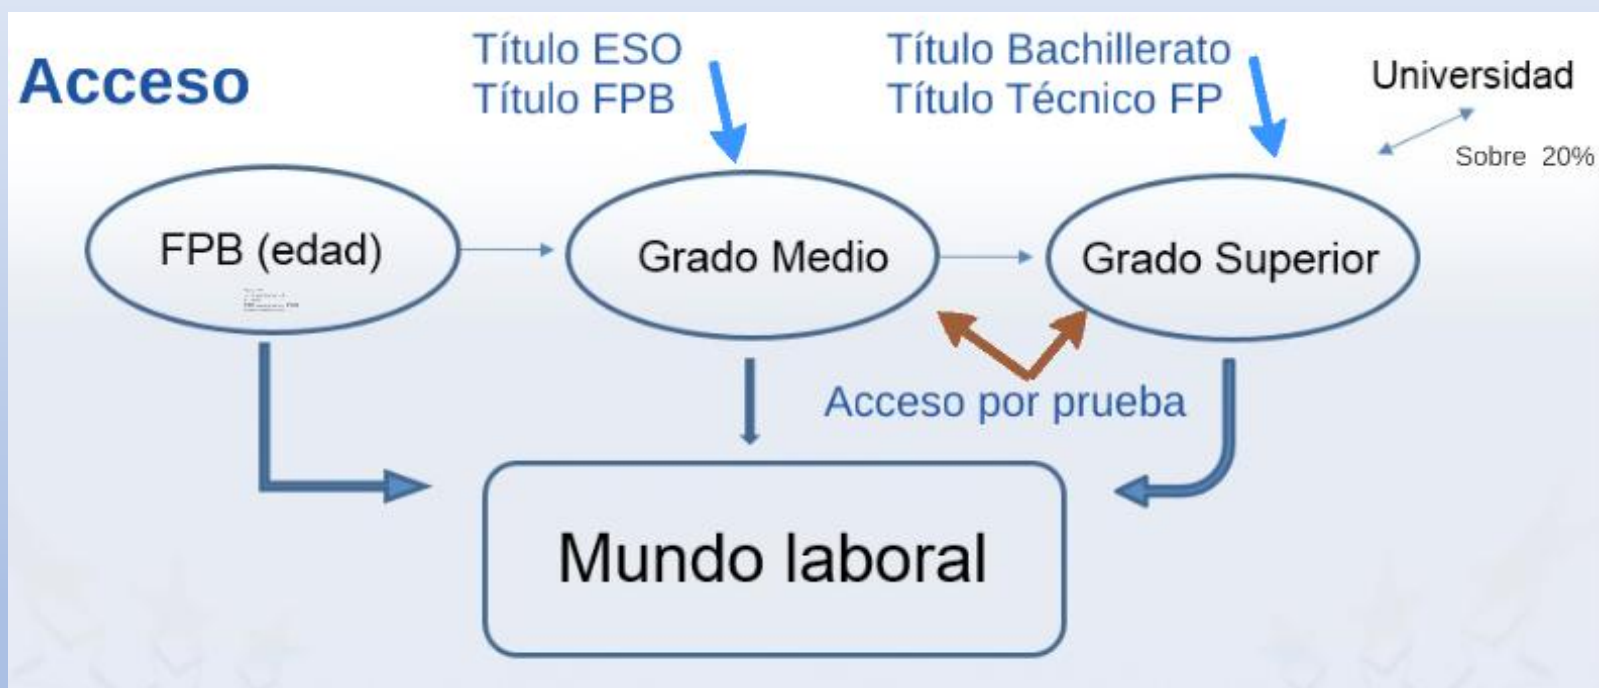 Acceso
Título ESO
Título FPB
Título Bachillerato
Título Técnico FP
Universidad
Sobre 20%
FPB (edad)
Grado Medio
Grado Superior
Acceso por prueba
Mundo laboral